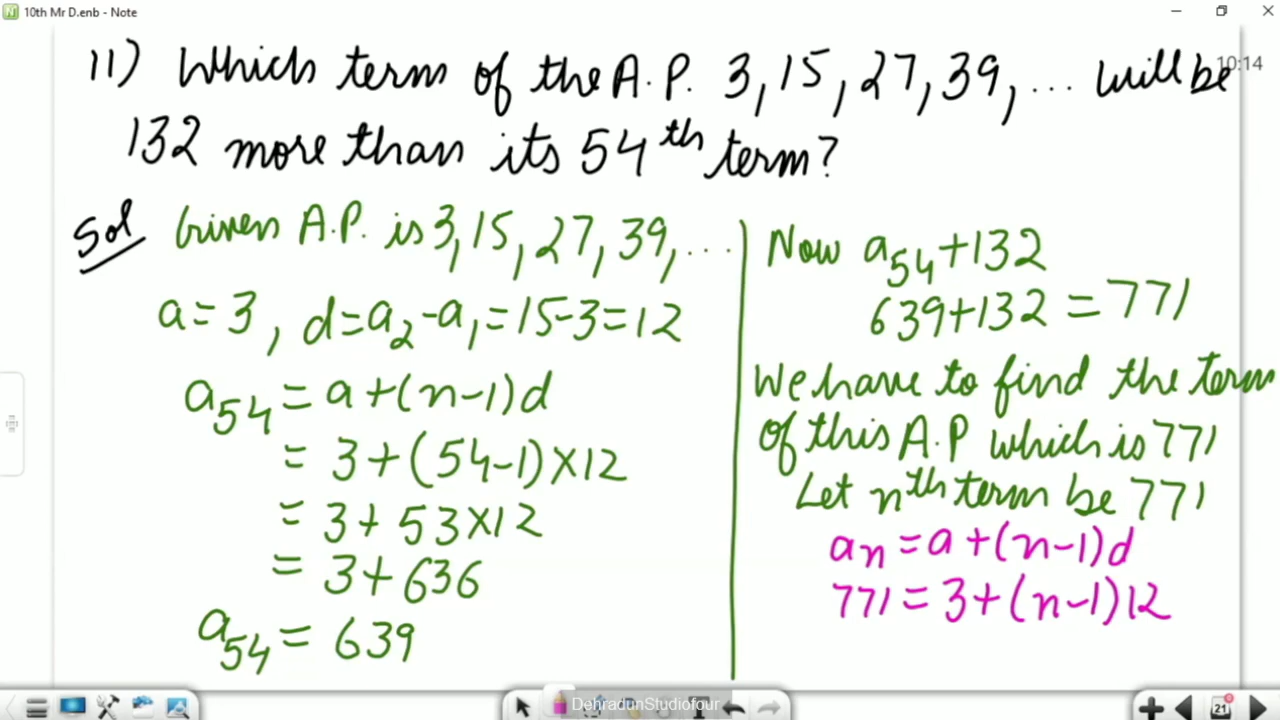 10th Mr D.enb - Note
10:14
11) Which term of the A.P. 3, 15, 27, 39, ... will be
132 more than its 54th term?
Sol Given A.P. is 3, 15, 27, 39, ...
a = 3, d = a2 - a1 = 15 - 3 = 12
a54 = a + (n-1)d
= 3 + (54-1) × 12
= 3 + 53 × 12
= 3 + 636
a54 = 639
Now a54 + 132
639 + 132 = 771
We have to find the term
of this A.P which is 771
Let nth term be 771
an = a + (n-1)d
771 = 3 + (n-1)12
DehradunStudiofour
21